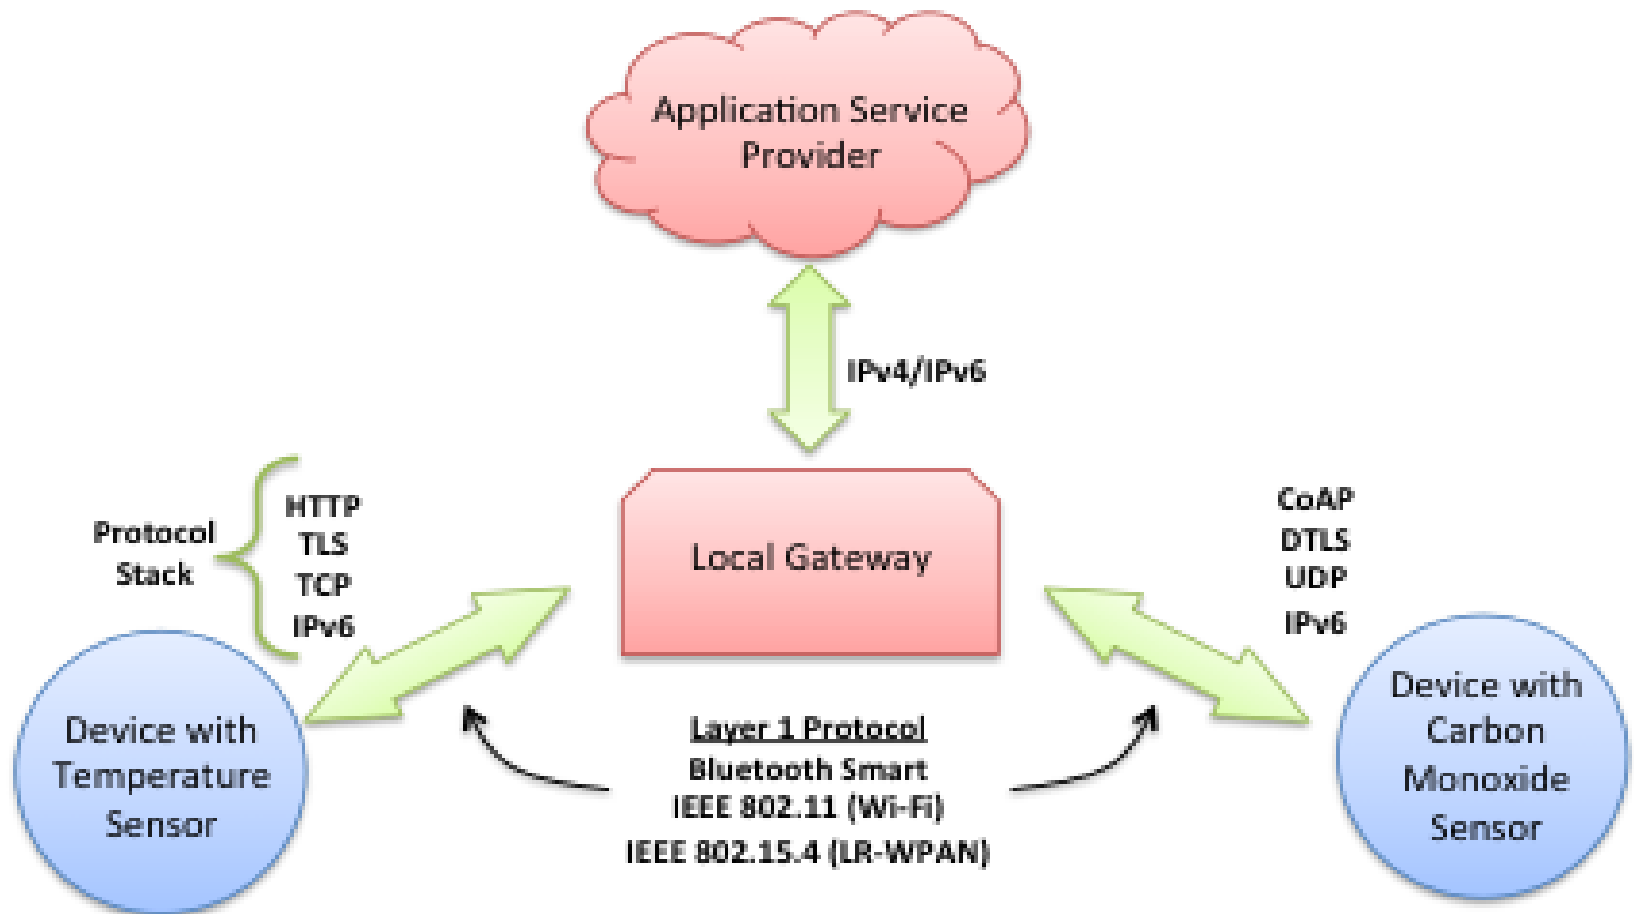 Application Service
Provider
IPv4/IPv6
Protocol
Stack
HTTP
TLS
TCP
IPv6
Local Gateway
CoAP
DTLS
UDP
IPv6
Device with
Temperature
Sensor
Layer 1 Protocol
Bluetooth Smart
IEEE 802.11 (Wi-Fi)
IEEE 802.15.4 (LR-WPAN)
Device with
Carbon
Monoxide
Sensor